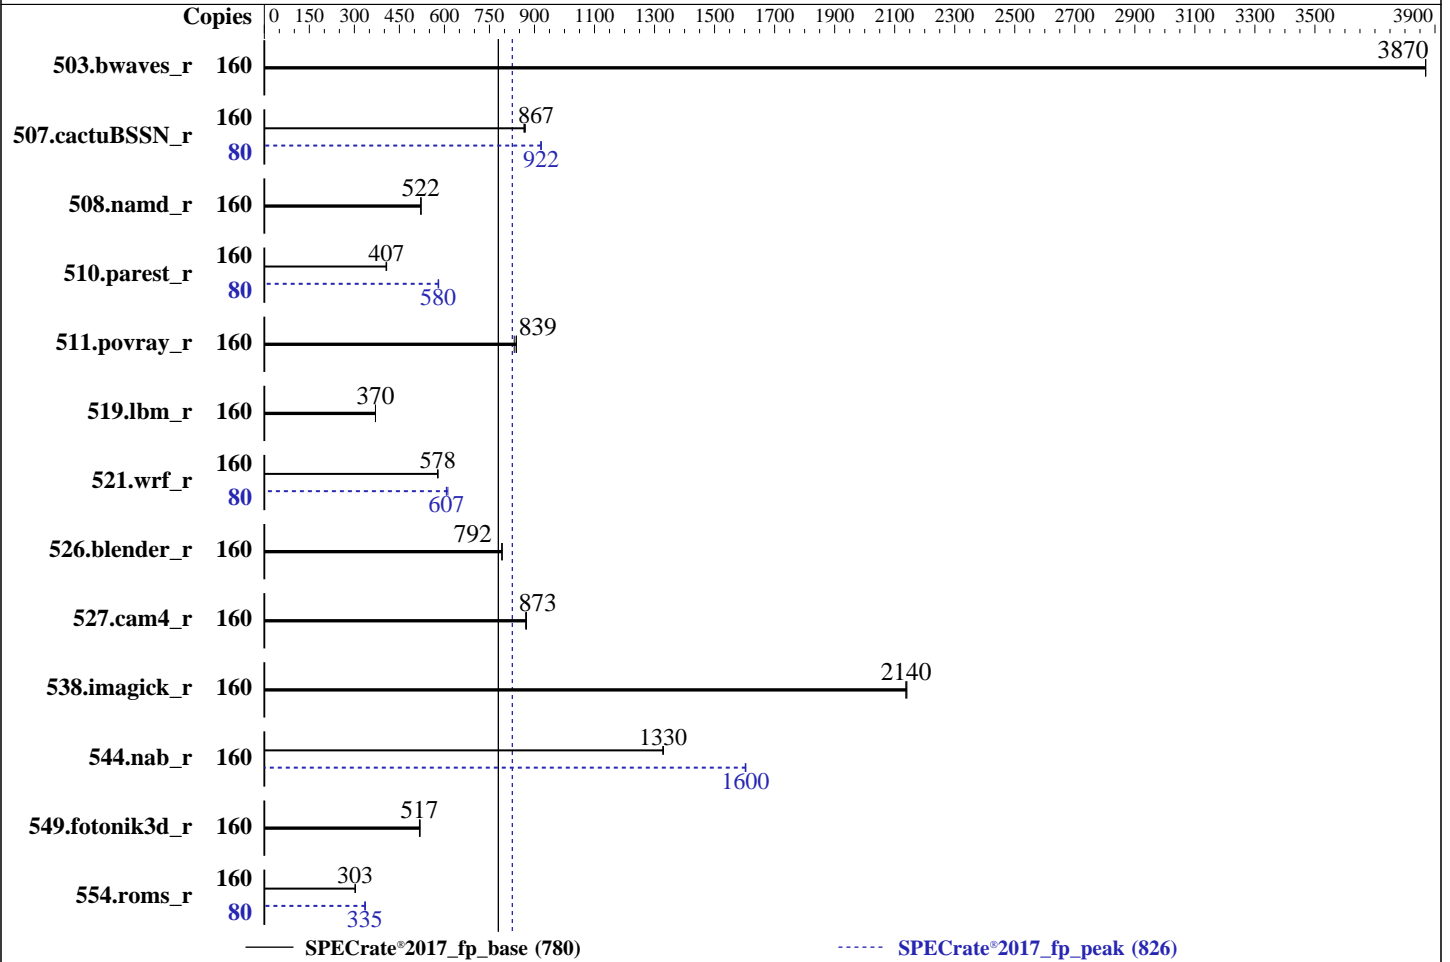 Copies 0 150 300 450 600 750 900 1100 1300 1500 1700 1900 2100 2300 2500 2700 2900 3100 3300 3500 3900
503.bwaves_r 160 3870
507.cactuBSSN_r 160 867
80 922
508.namd_r 160 522
510.parest_r 160 407
80 580
511.povray_r 160 839
519.lbm_r 160 370
521.wrf_r 160 578
80 607
526.blender_r 160 792
527.cam4_r 160 873
538.imagick_r 160 2140
544.nab_r 160 1330
1600
549.fotonik3d_r 160 517
554.roms_r 160 303
80 335
SPECrate®2017_fp_base (780) SPECrate®2017_fp_peak (826)